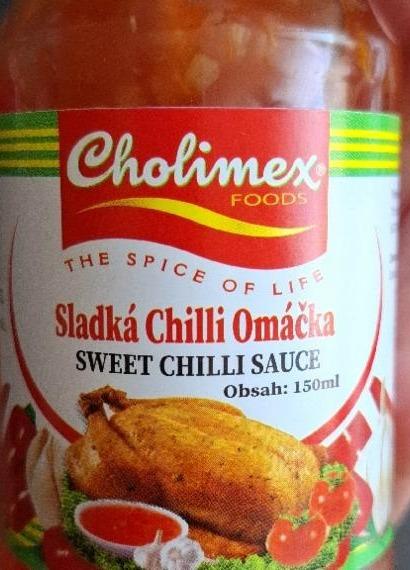 Cholimex®
FOODS
THE SPICE OF LIFE
Sladká Chilli Omáčka
SWEET CHILLI SAUCE
Obsah: 150ml